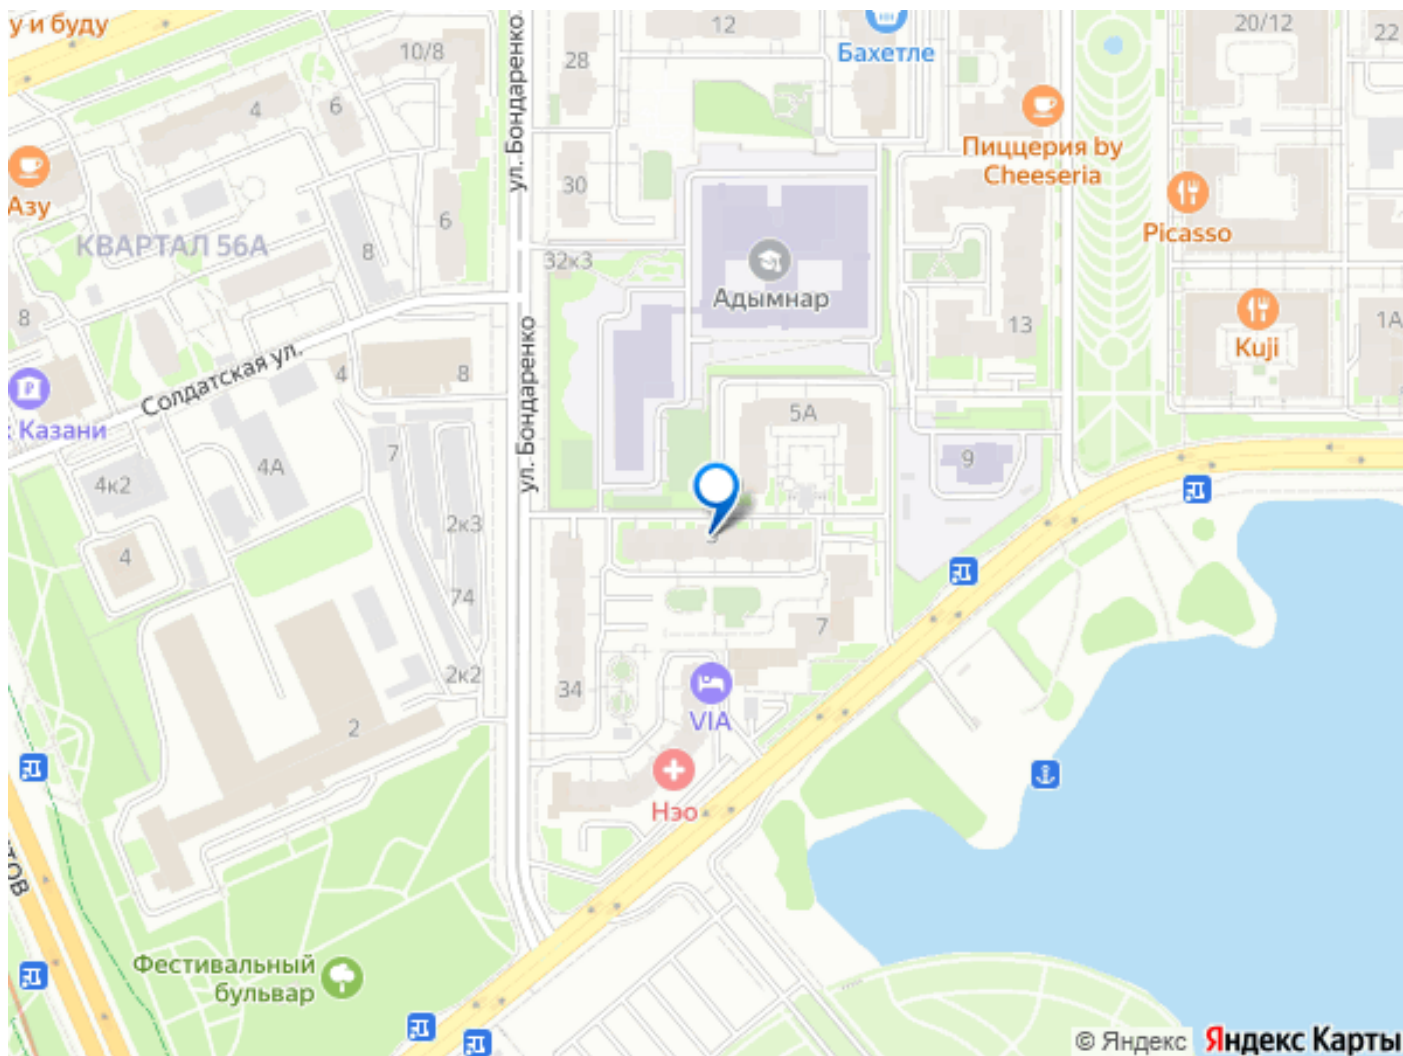 у и буду
12
20/12
22
10/8
28
Бахетле
4
6
ул. Бондаренко
Пиццерия by
Cheeseria
30
Азу
6
Picasso
КВАРТАЛ 56А
8
32к3
Адымнар
8
13
1А
Kuji
Солдатская ул.
4
8
ул. Бондаренко
5А
Казани
7
4А
9
4к2
2к3
4
74
7
2к2
34
VIA
2
Нэо
ТОВ
Фестивальный
бульвар
© Яндекс
Яндекс Карты